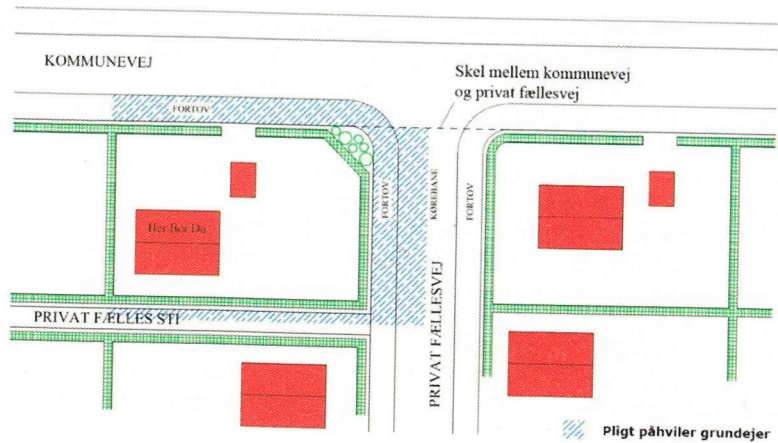 KOMMUNEVEJ
Skel mellem kommunevej
og privat fællesvej
FORTOV
FORTOV
KØREBANE
FORTOV
Her Bor Du
PRIVAT FÆLLES STI
PRIVAT FÆLLESVEJ
Pligt påhviler grundejer